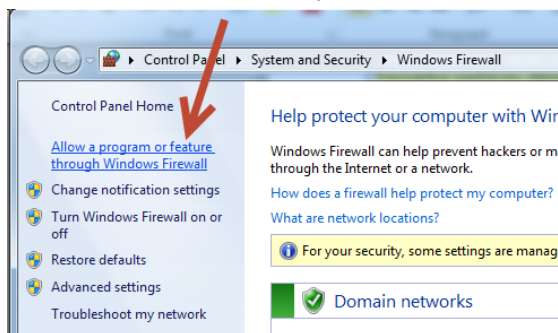 Control Panel ▸ System and Security ▸ Windows Firewall
Control Panel Home
Allow a program or feature
through Windows Firewall
Change notification settings
Turn Windows Firewall on or
off
Restore defaults
Advanced settings
Troubleshoot my network
Help protect your computer with Win
Windows Firewall can help prevent hackers or m
through the Internet or a network.
How does a firewall help protect my computer?
What are network locations?
For your security, some settings are manag
Domain networks